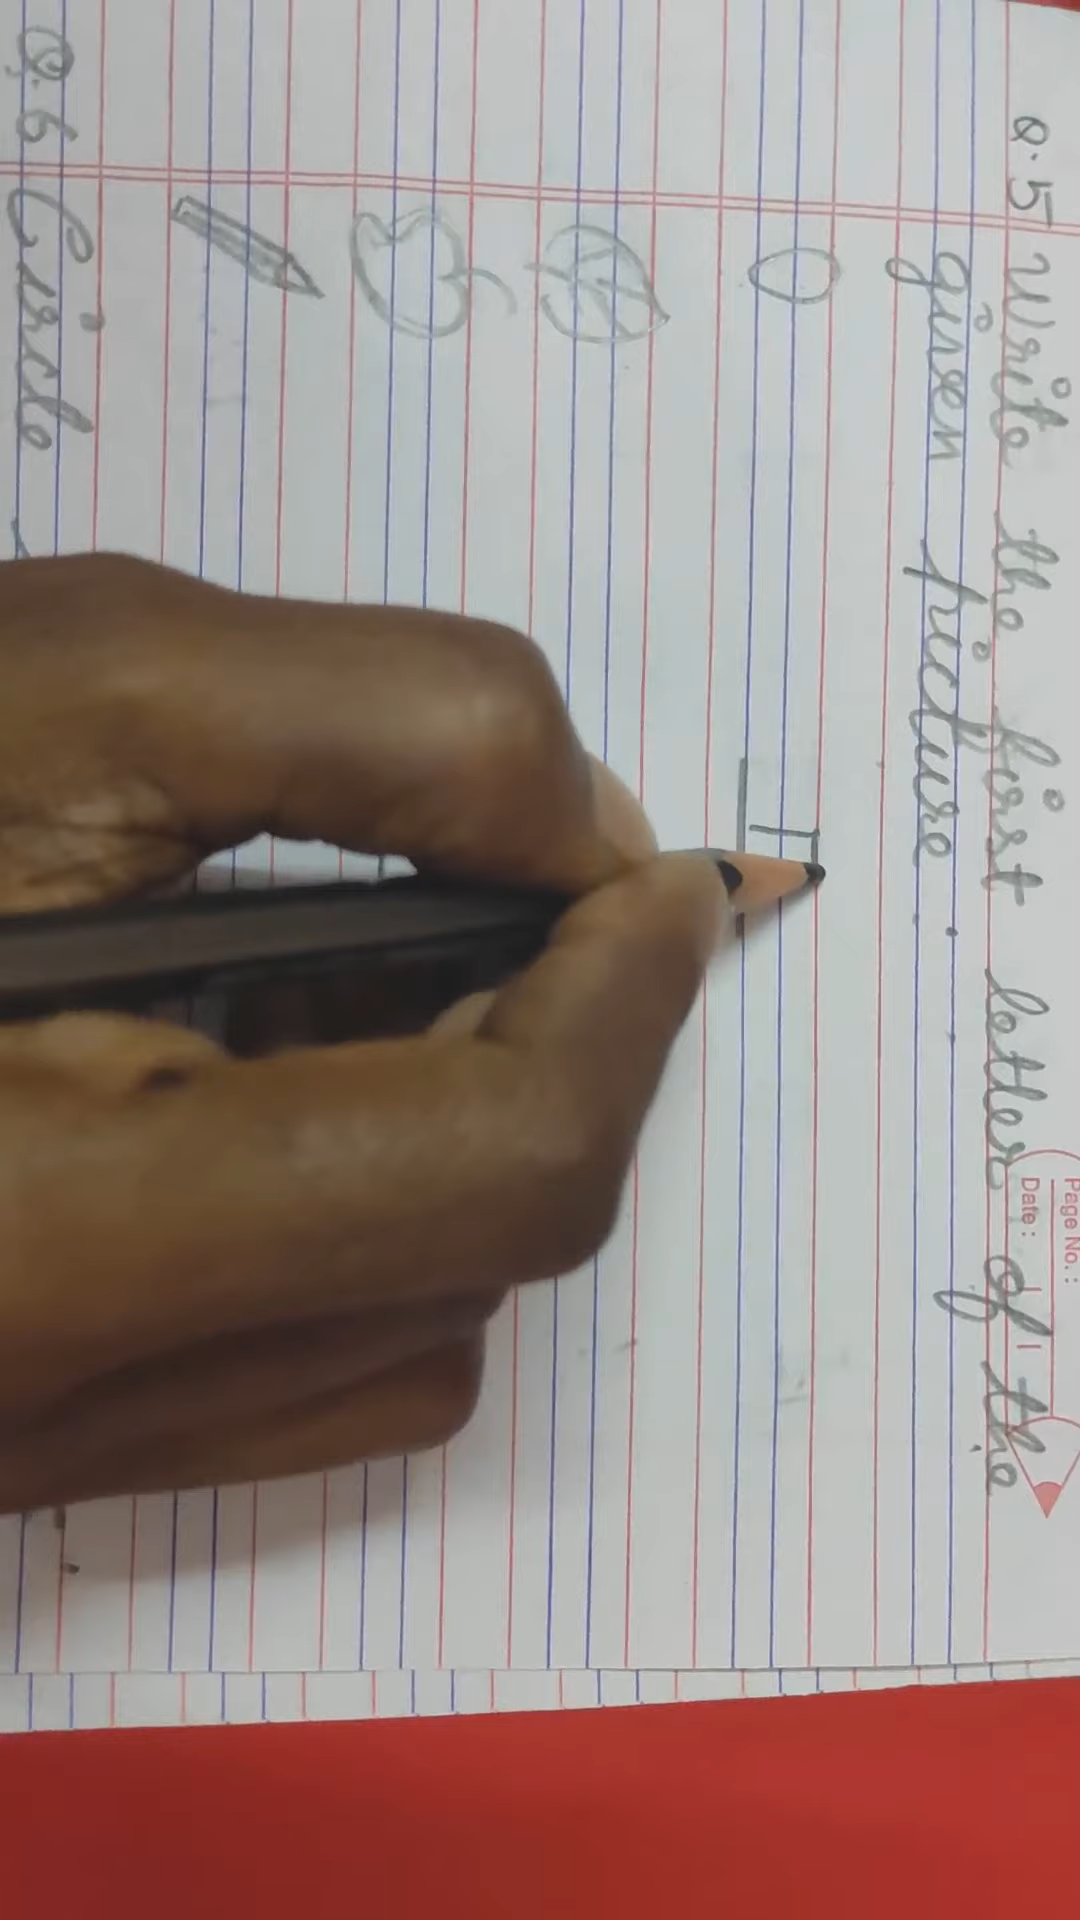 Page No.:
Date:
Q.5 Write the first letter of the
given picture.
Q.6 Circle